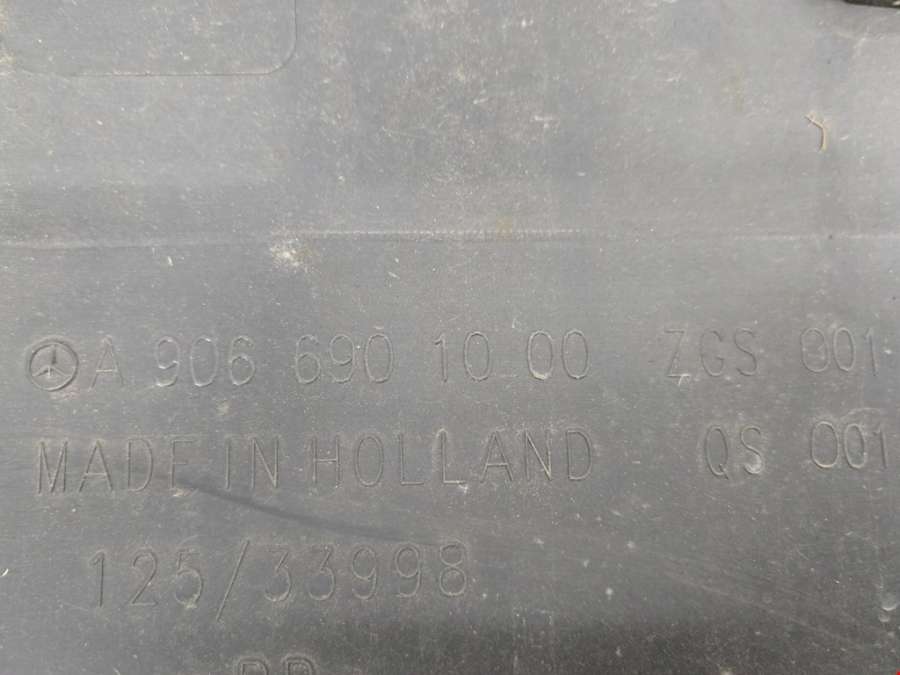 A 906 690 10 00 ZGS 001
MADE IN HOLLAND QS 001
125/33998